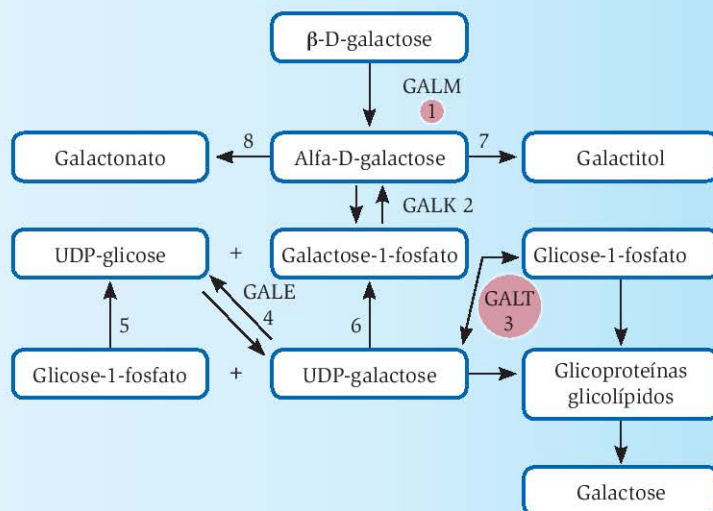 β-D-galactose
GALM
1
Galactonato
8
Alfa-D-galactose
7
Galactitol
GALK 2
UDP-glicose
+
Galactose-1-fosfato
Glicose-1-fosfato
GALE
4
GALT
3
5
6
Glicose-1-fosfato
+
UDP-galactose
Glicoproteínas
glicolípidos
Galactose